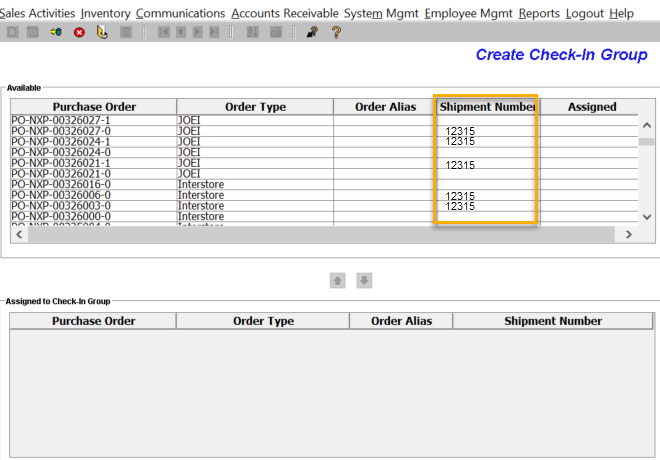 Sales Activities Inventory Communications Accounts Receivable System Mgmt Employee Mgmt Reports Logout Help
Create Check-In Group
Available
Purchase Order Order Type Order Alias Shipment Number Assigned
PO-NXP-00326027-1 JOEI
PO-NXP-00326027-0 JOEI 12315
PO-NXP-00326024-1 JOEI 12315
PO-NXP-00326024-0 JOEI
PO-NXP-00326021-1 JOEI 12315
PO-NXP-00326021-0 JOEI
PO-NXP-00326016-0 Interstore
PO-NXP-00326006-0 Interstore 12315
PO-NXP-00326003-0 Interstore 12315
PO-NXP-00326000-0 Interstore
Assigned to Check-In Group
Purchase Order Order Type Order Alias Shipment Number